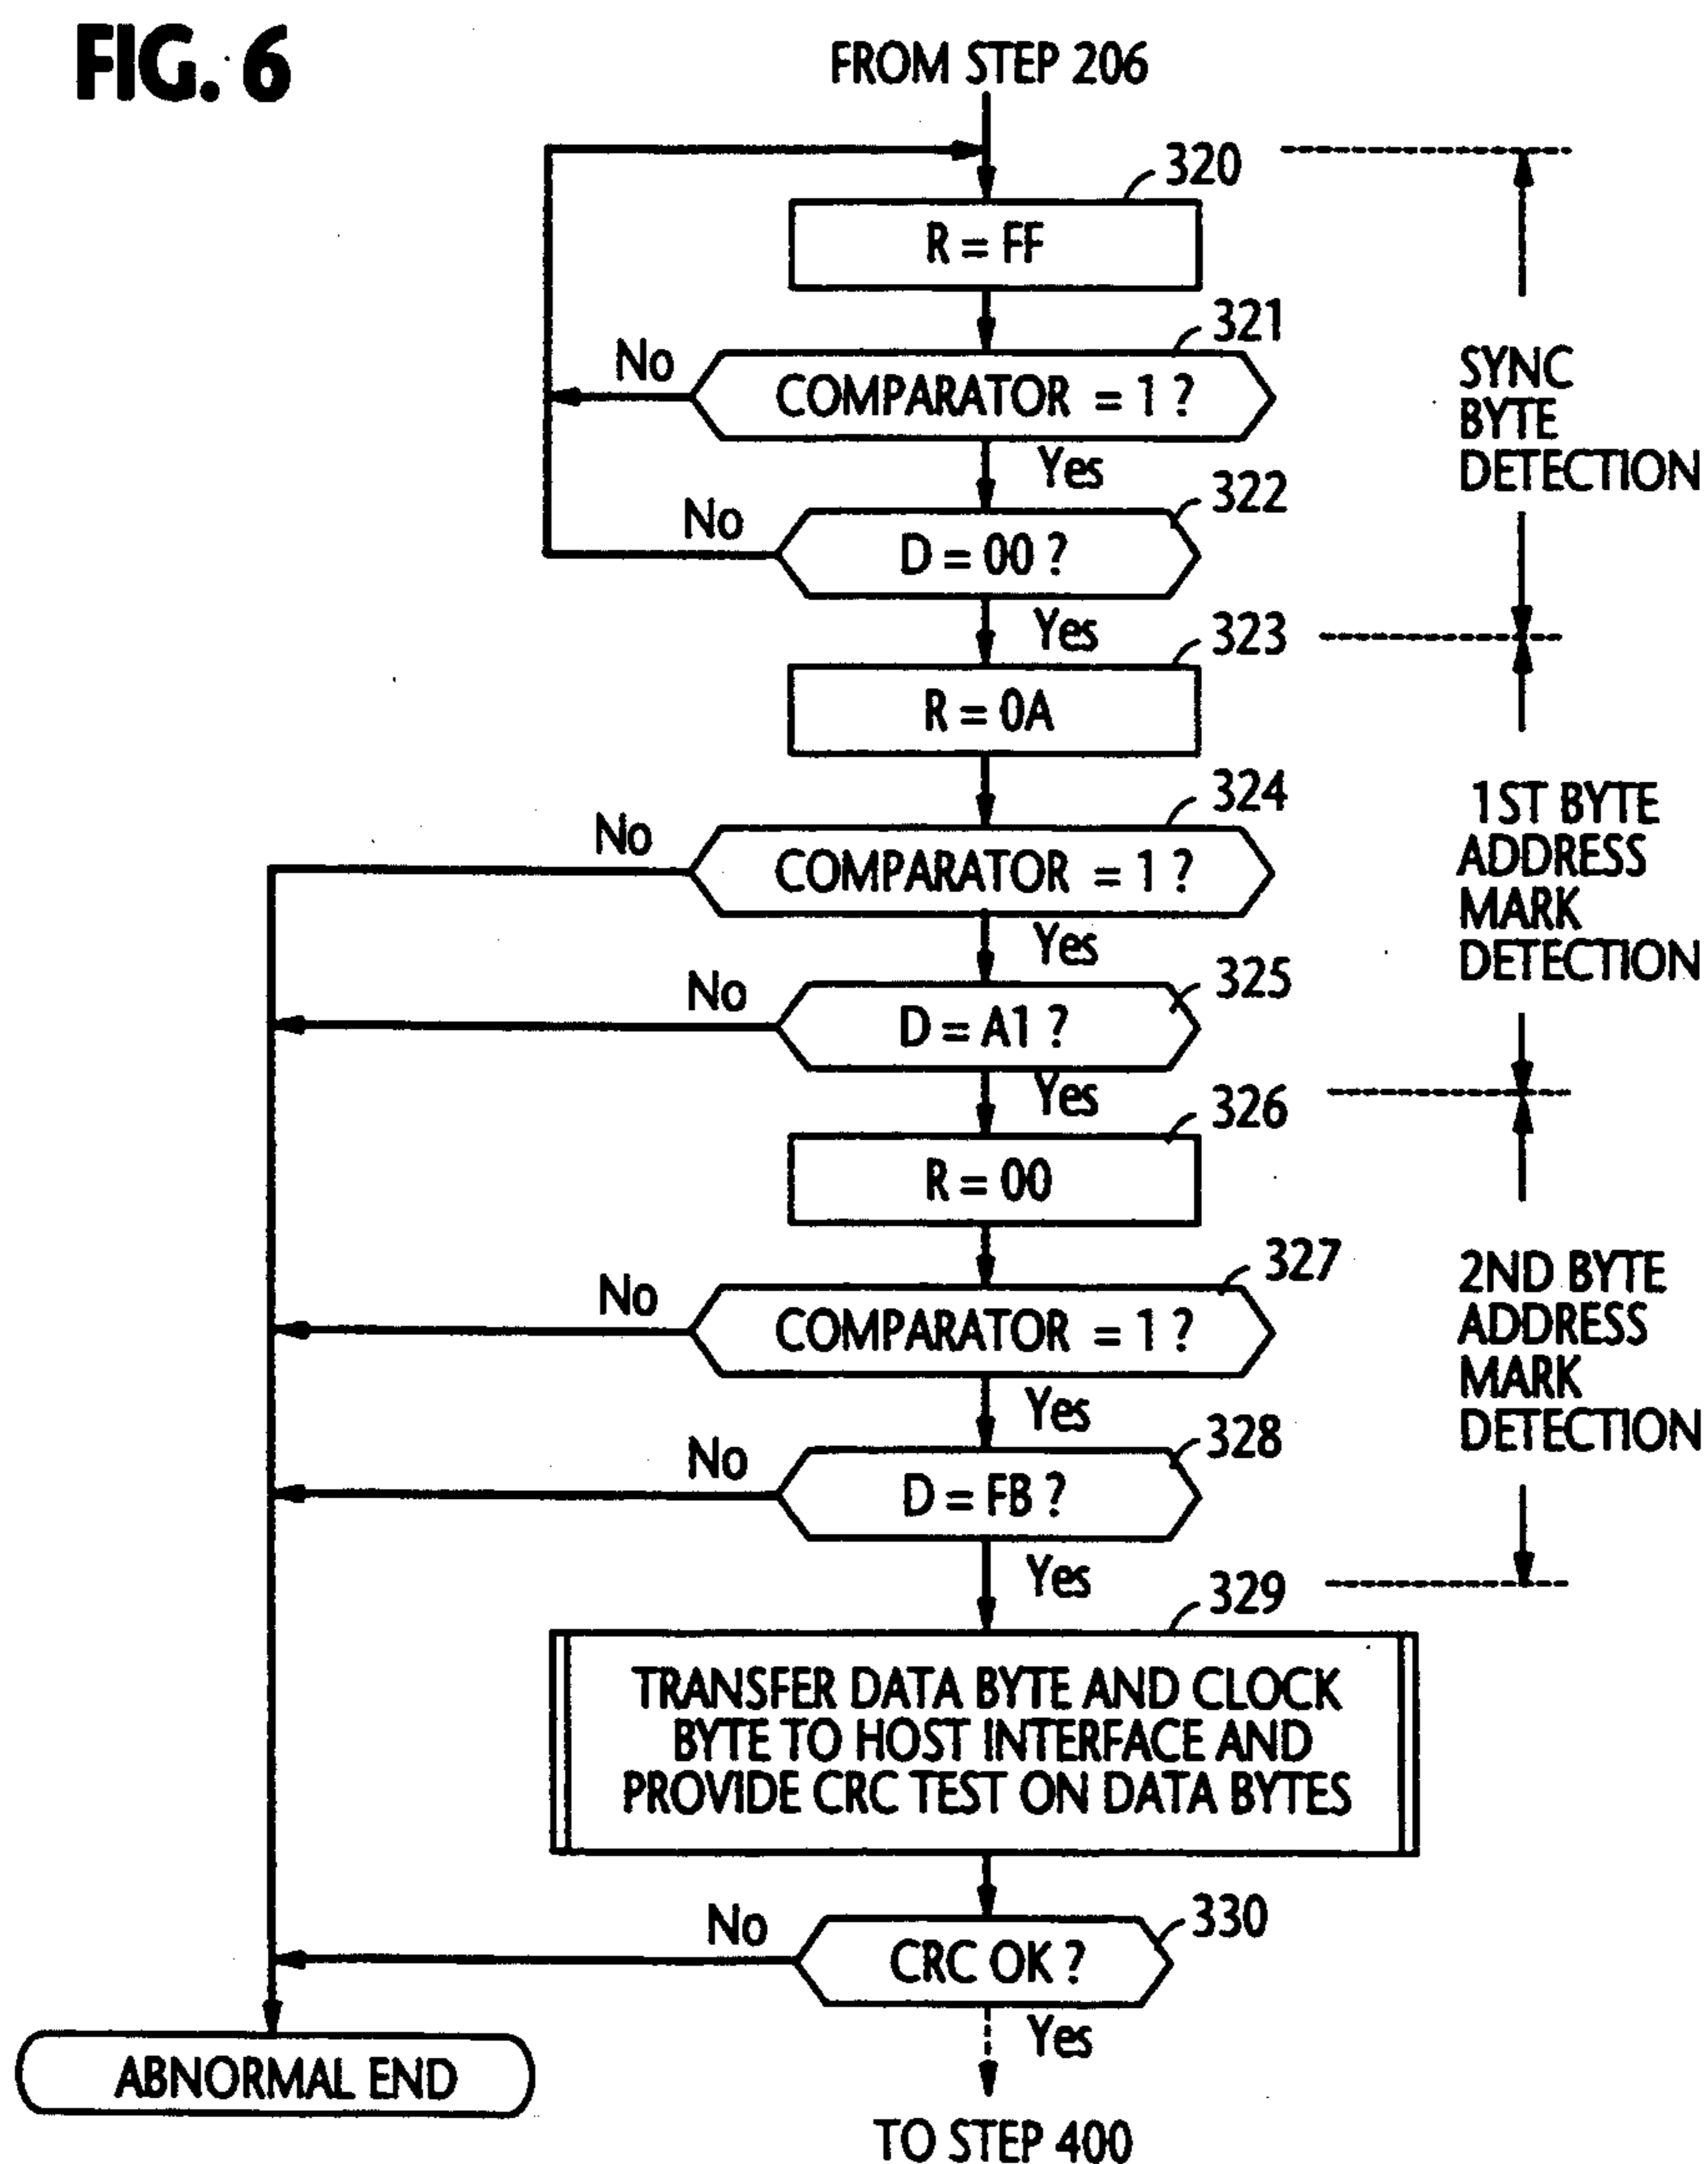 FIG. 6
FROM STEP 206
320
R = FF
321
COMPARATOR = 1 ?
No
Yes
322
D = 00 ?
No
Yes
SYNC
BYTE
DETECTION
323
R = 0A
324
COMPARATOR = 1 ?
No
Yes
325
D = A1 ?
No
Yes
1ST BYTE
ADDRESS
MARK
DETECTION
326
R = 00
327
COMPARATOR = 1 ?
No
Yes
328
D = FB ?
No
Yes
2ND BYTE
ADDRESS
MARK
DETECTION
329
TRANSFER DATA BYTE AND CLOCK
BYTE TO HOST INTERFACE AND
PROVIDE CRC TEST ON DATA BYTES
330
CRC OK ?
No
Yes
ABNORMAL END
TO STEP 400